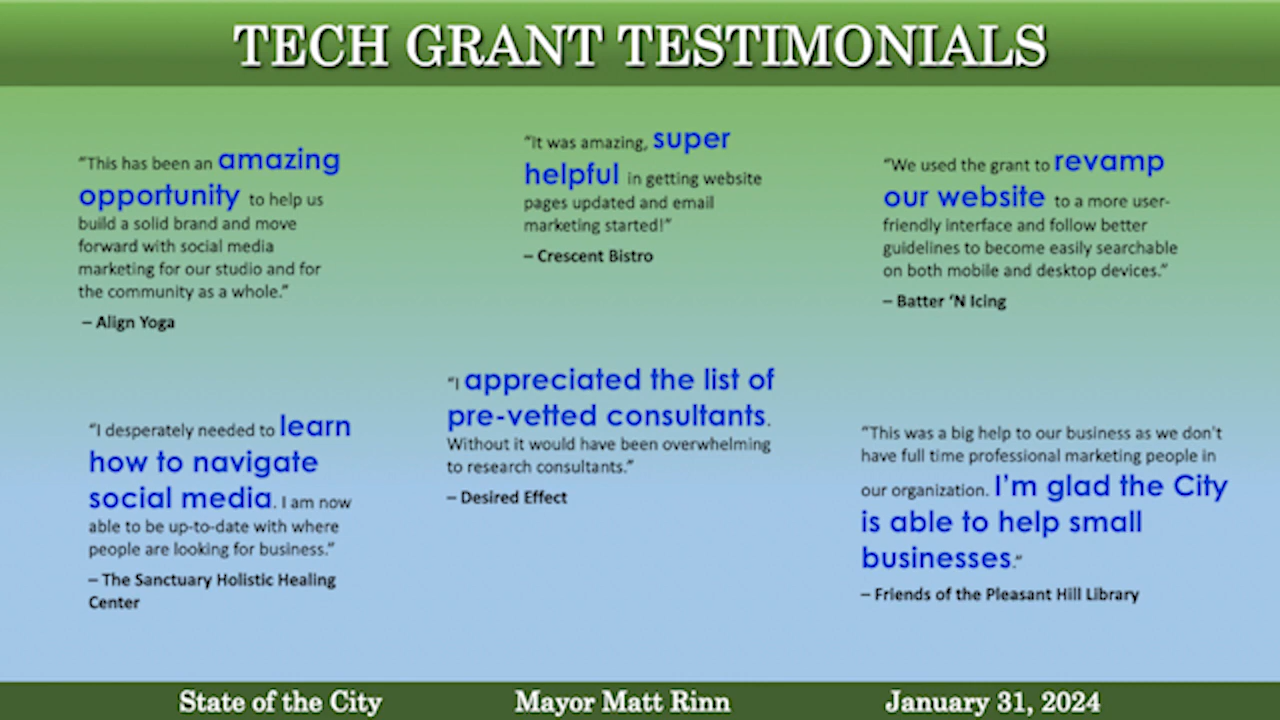 TECH GRANT TESTIMONIALS
“This has been an amazing
opportunity to help us
build a solid brand and move
forward with social media
marketing for our studio and for
the community as a whole.”
– Align Yoga
“It was amazing, super
helpful in getting website
pages updated and email
marketing started!”
– Crescent Bistro
“We used the grant to revamp
our website to a more user-
friendly interface and follow better
guidelines to become easily searchable
on both mobile and desktop devices.”
– Batter ‘N Icing
“I desperately needed to learn
how to navigate
social media. I am now
able to be up-to-date with where
people are looking for business.”
– The Sanctuary Holistic Healing
Center
“I appreciated the list of
pre-vetted consultants.
Without it would have been overwhelming
to research consultants.”
– Desired Effect
“This was a big help to our business as we don’t
have full time professional marketing people in
our organization. I’m glad the City
is able to help small
businesses.”
– Friends of the Pleasant Hill Library
State of the City Mayor Matt Rinn January 31, 2024